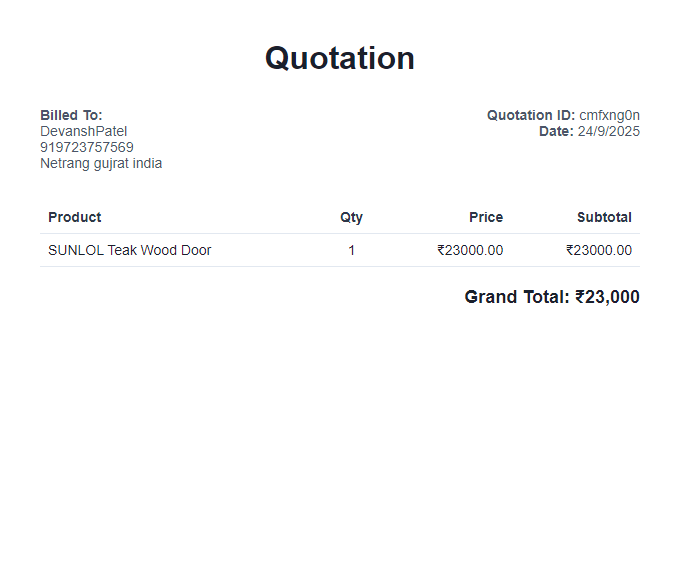 Quotation
Billed To:
DevanshPatel
919723757569
Netrang gujrat india
Quotation ID: cmfxng0n
Date: 24/9/2025
Product Qty Price Subtotal
SUNLOL Teak Wood Door 1 ₹23000.00 ₹23000.00
Grand Total: ₹23,000